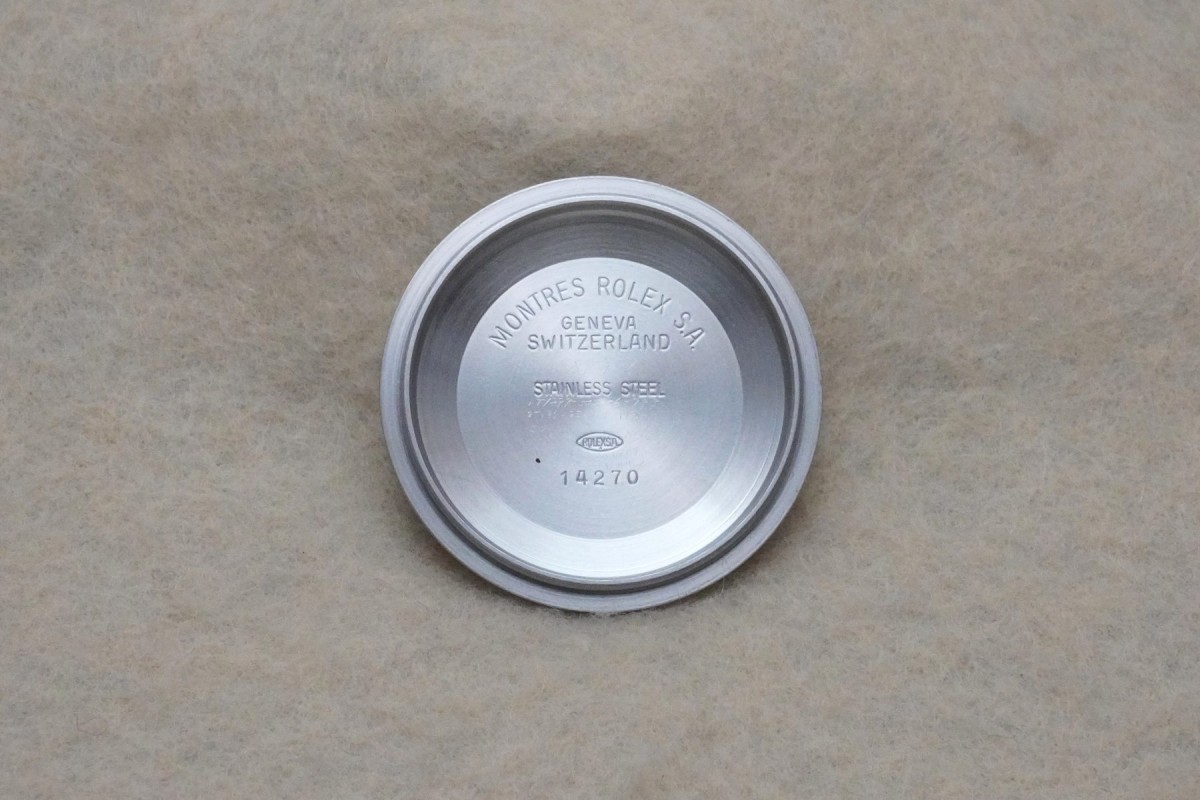 MONTRES ROLEX S.A.
GENEVA
SWITZERLAND
STAINLESS STEEL
ROLEXSA
14270